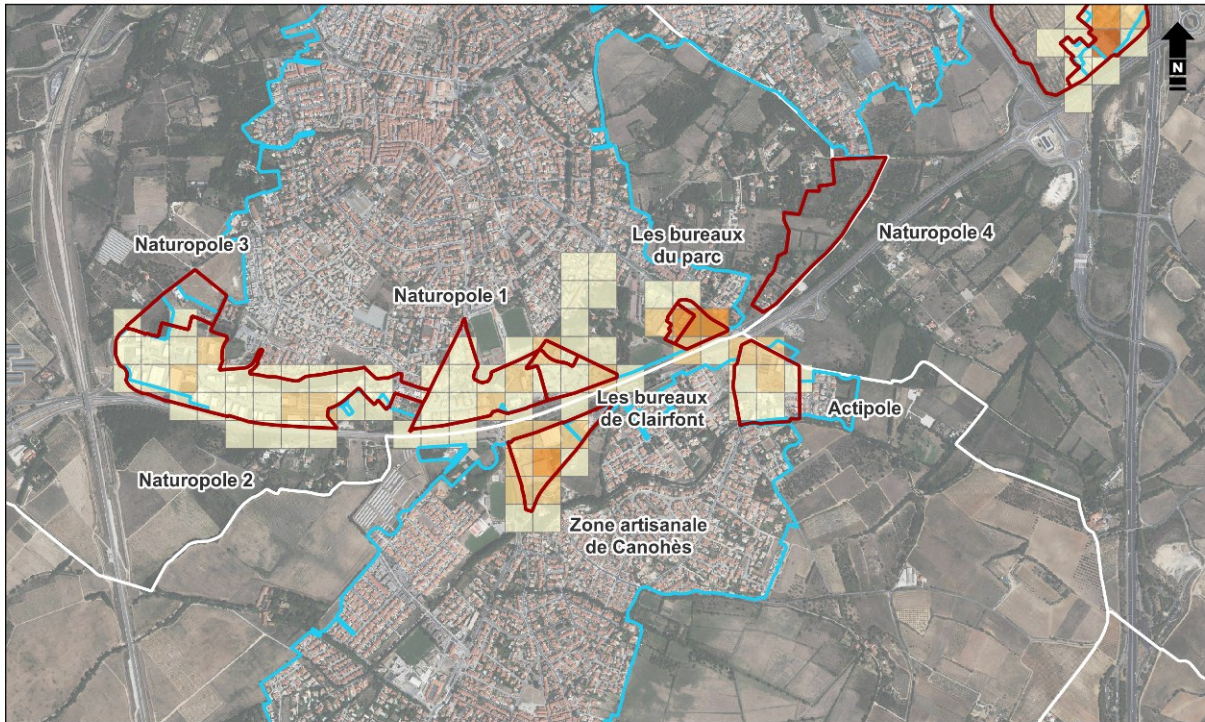 N
Naturopole 3
Les bureaux
du parc
Naturopole 4
Naturopole 1
Les bureaux
de Clairfont
Actipole
Naturopole 2
Zone artisanale
de Canohès